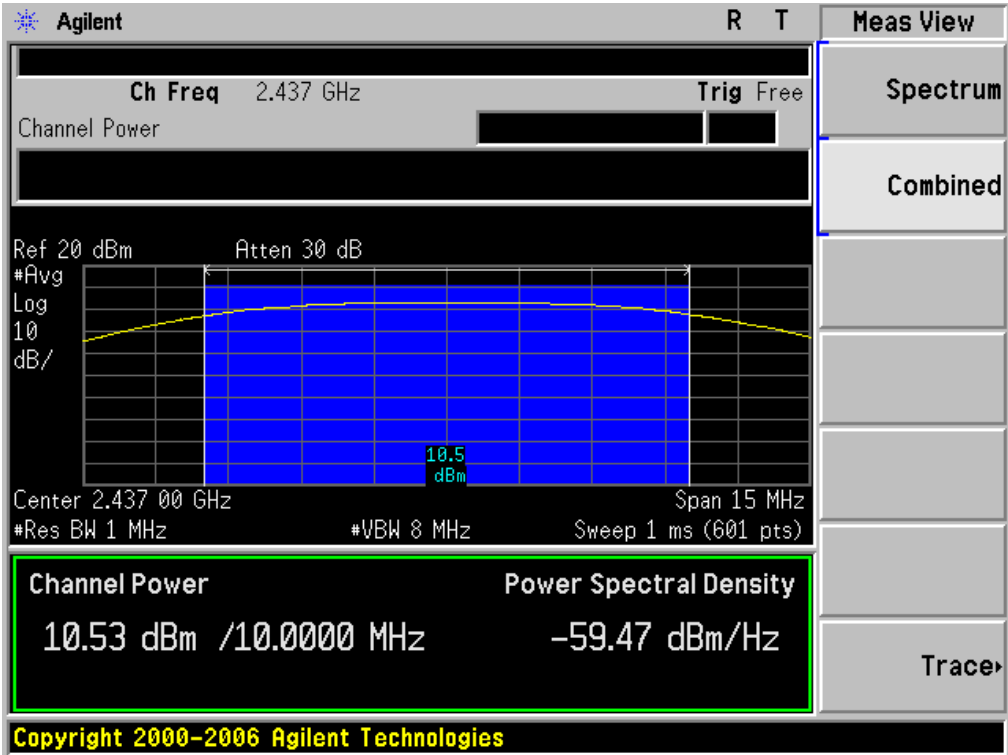 Agilent R T Meas View
Ch Freq 2.437 GHz Trig Free
Channel Power
Spectrum
Combined
Ref 20 dBm Atten 30 dB
#Avg
Log
10
dB/
10.5
dBm
Center 2.437 00 GHz Span 15 MHz
#Res BW 1 MHz #VBW 8 MHz Sweep 1 ms (601 pts)
Channel Power Power Spectral Density
10.53 dBm /10.0000 MHz -59.47 dBm/Hz
Trace
Copyright 2000-2006 Agilent Technologies